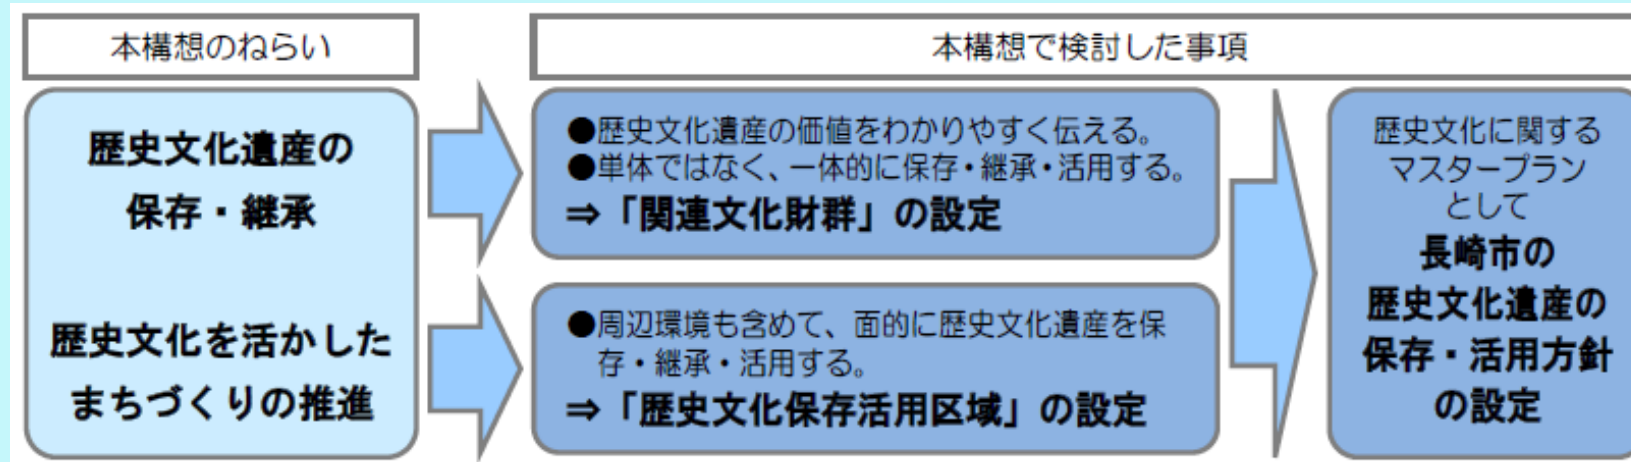 本構想のねらい
歴史文化遺産の
保存・継承
歴史文化を活かした
まちづくりの推進
本構想で検討した事項
●歴史文化遺産の価値をわかりやすく伝える。
●単体ではなく、一体的に保存・継承・活用する。
⇒「関連文化財群」の設定
●周辺環境も含めて、面的に歴史文化遺産を保
存・継承・活用する。
⇒「歴史文化保存活用区域」の設定
歴史文化に関する
マスタープラン
として
長崎市の
歴史文化遺産の
保存・活用方針
の設定